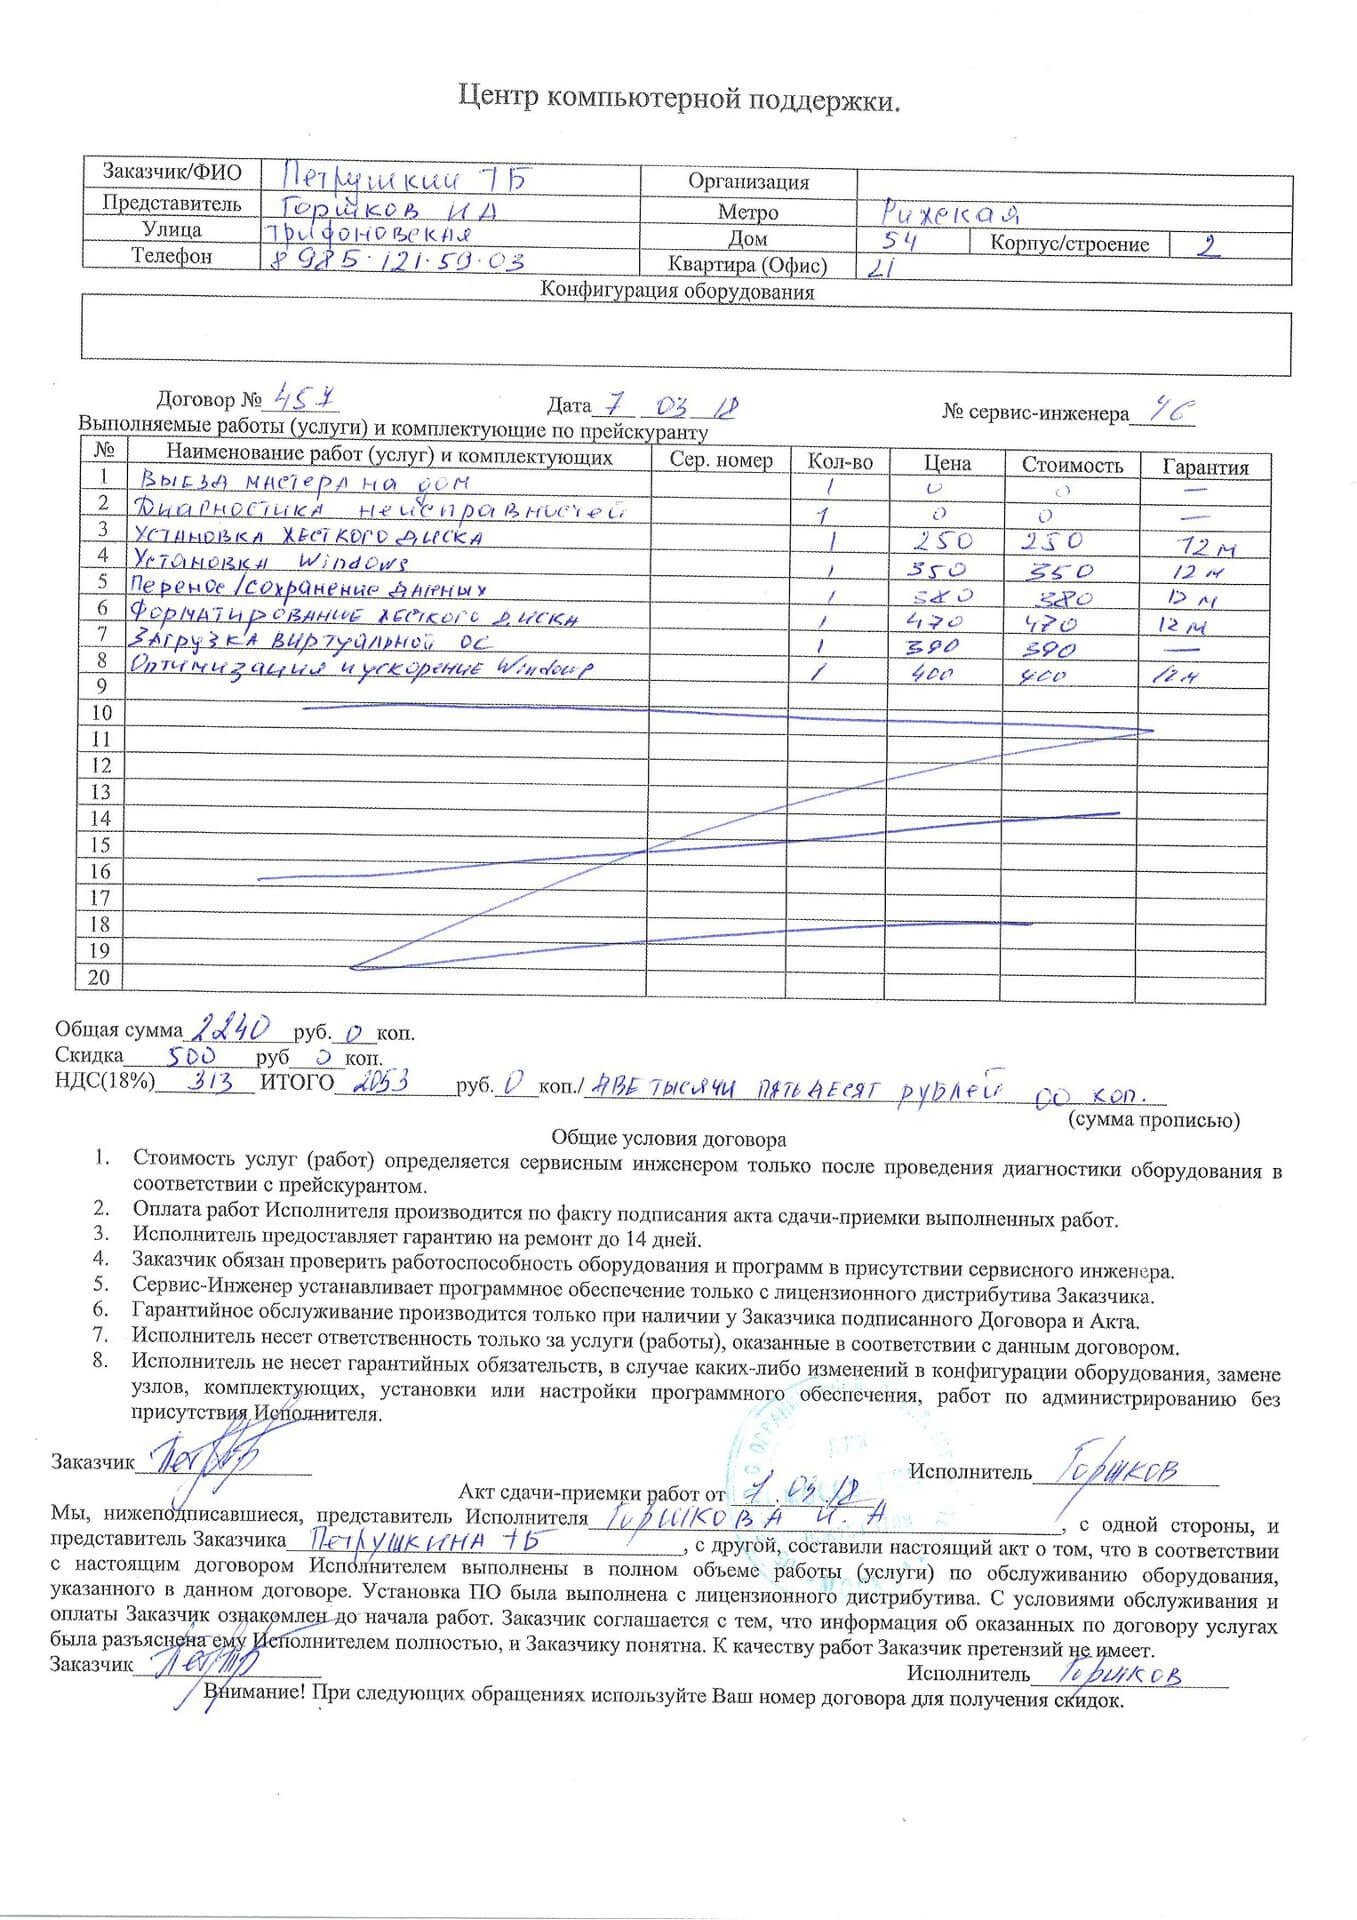 Центр компьютерной поддержки.
Заказчик/ФИО Петрушкин ТБ Организация
Представитель Горшков И А Метро Рижская
Улица Трифоновская Дом 54 Корпус/строение 2
Телефон 8 985·121·59·03 Квартира (Офис) 21
Конфигурация оборудования
Договор № 457 Дата 7 03 18 № сервис-инженера 46
Выполняемые работы (услуги) и комплектующие по прейскуранту
№ Наименование работ (услуг) и комплектующих Сер. номер Кол-во Цена Стоимость Гарантия
1 Выезд мастера на дом 1 0 0 —
2 Диагностика неисправностей 1 0 0 —
3 Установка жесткого диска 1 250 250 12 м
4 Установка Windows 1 350 350 12 м
5 Перенос/сохранение данных 1 380 380 12 м
6 Форматирование жесткого диска 1 470 470 12 м
7 Загрузка виртуальной ОС 1 390 390 —
8 Оптимизация и ускорение Windows 1 400 400 12 м
9
10
11
12
13
14
15
16
17
18
19
20
Общая сумма 2240 руб. 0 коп.
Скидка 500 руб 0 коп.
НДС(18%) 313 ИТОГО 2053 руб. 0 коп./ две тысячи пятьдесят рублей 00 коп.
(сумма прописью)
Общие условия договора
1. Стоимость услуг (работ) определяется сервисным инженером только после проведения диагностики оборудования в
соответствии с прейскурантом.
2. Оплата работ Исполнителя производится по факту подписания акта сдачи-приемки выполненных работ.
3. Исполнитель предоставляет гарантию на ремонт до 14 дней.
4. Заказчик обязан проверить работоспособность оборудования и программ в присутствии сервисного инженера.
5. Сервис-Инженер устанавливает программное обеспечение только с лицензионного дистрибутива Заказчика.
6. Гарантийное обслуживание производится только при наличии у Заказчика подписанного Договора и Акта.
7. Исполнитель несет ответственность только за услуги (работы), оказанные в соответствии с данным договором.
8. Исполнитель не несет гарантийных обязательств, в случае каких-либо изменений в конфигурации оборудования, замене
узлов, комплектующих, установки или настройки программного обеспечения, работ по администрированию без
присутствия Исполнителя.
Заказчик Исполнитель Горшков
Акт сдачи-приемки работ от 7.03.18
Мы, нижеподписавшиеся, представитель Исполнителя Горшкова И. А, с одной стороны, и
представитель Заказчика Петрушкина ТБ, с другой, составили настоящий акт о том, что в соответствии
с настоящим договором Исполнителем выполнены в полном объеме работы (услуги) по обслуживанию оборудования,
указанного в данном договоре. Установка ПО была выполнена с лицензионного дистрибутива. С условиями обслуживания и
оплаты Заказчик ознакомлен до начала работ. Заказчик соглашается с тем, что информация об оказанных по договору услугах
была разъяснена ему Исполнителем полностью, и Заказчику понятна. К качеству работ Заказчик претензий не имеет.
Заказчик Исполнитель Горшков
Внимание! При следующих обращениях используйте Ваш номер договора для получения скидок.